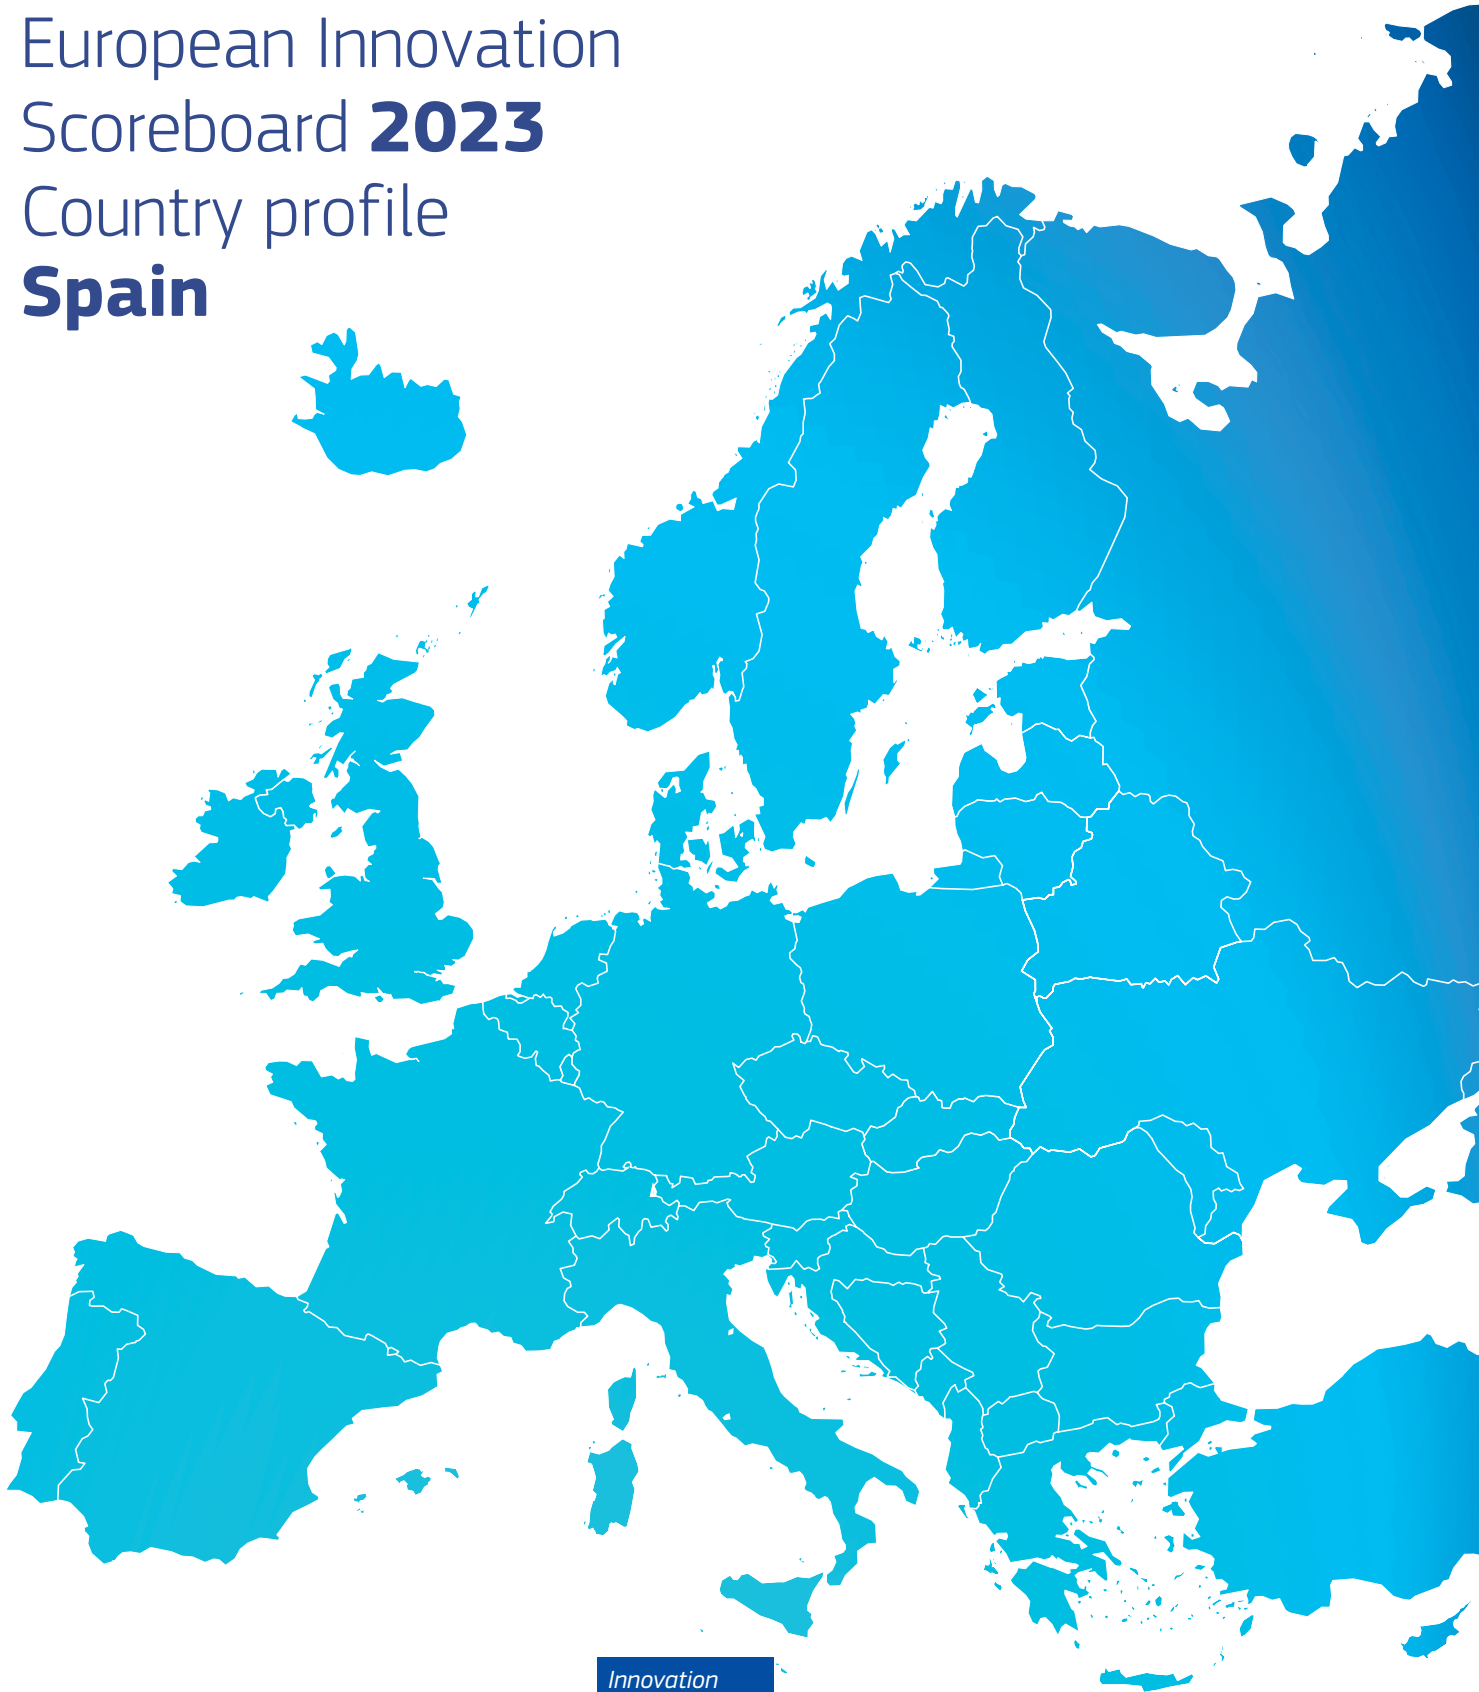 European Innovation
Scoreboard 2023
Country profile
Spain
Innovation